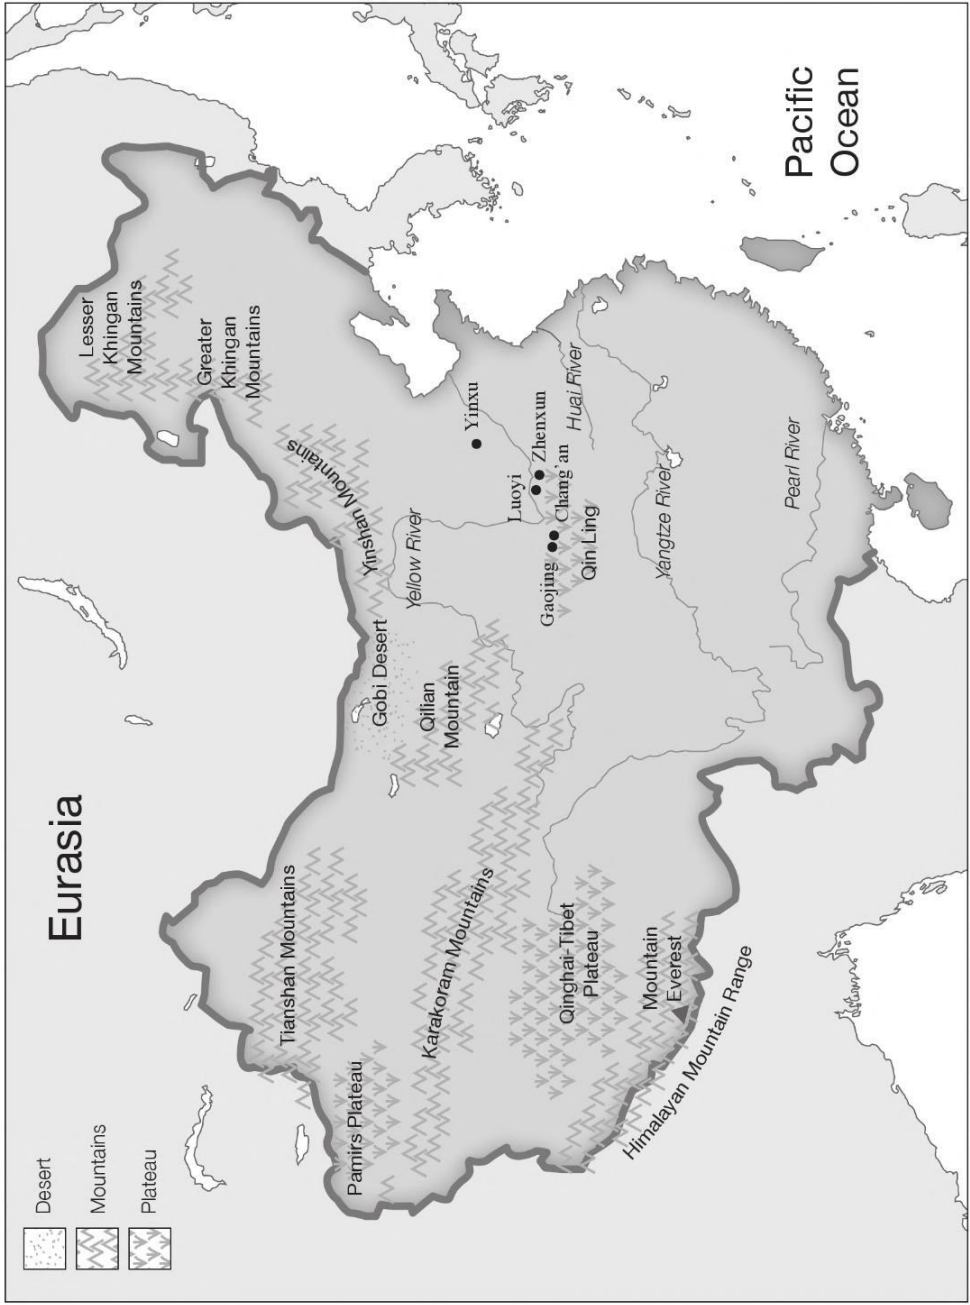 Desert
Mountains
Plateau
Eurasia
Pacific
Ocean
Lesser
Khingan
Mountains
Greater
Khingan
Mountains
Yinshan Mountains
Tianshan Mountains
Gobi Desert
Yellow River
Qilian
Mountain
Pamirs Plateau
Karakoram Mountains
Yinxu
Luoyi
Zhenxun
Gaojing
Chang'an
Huai River
Qin Ling
Qinghai-Tibet
Plateau
Yangtze River
Mountain
Everest
Himalayan Mountain Range
Pearl River